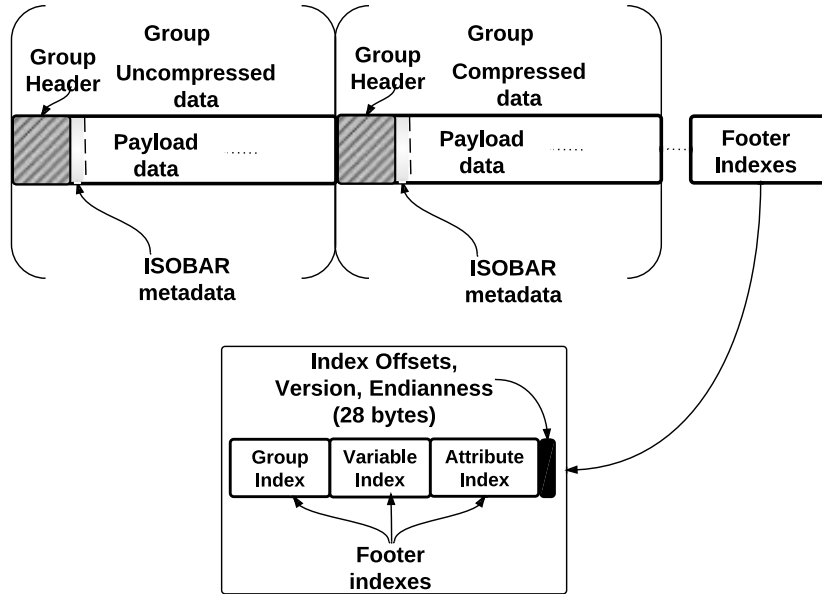 Group
Group
Header
Uncompressed
data
Payload
data
......
ISOBAR
metadata
Group
Group
Header
Compressed
data
Payload
data
......
ISOBAR
metadata
......
Footer
Indexes
Index Offsets,
Version, Endianness
(28 bytes)
Group
Index
Variable
Index
Attribute
Index
Footer
indexes